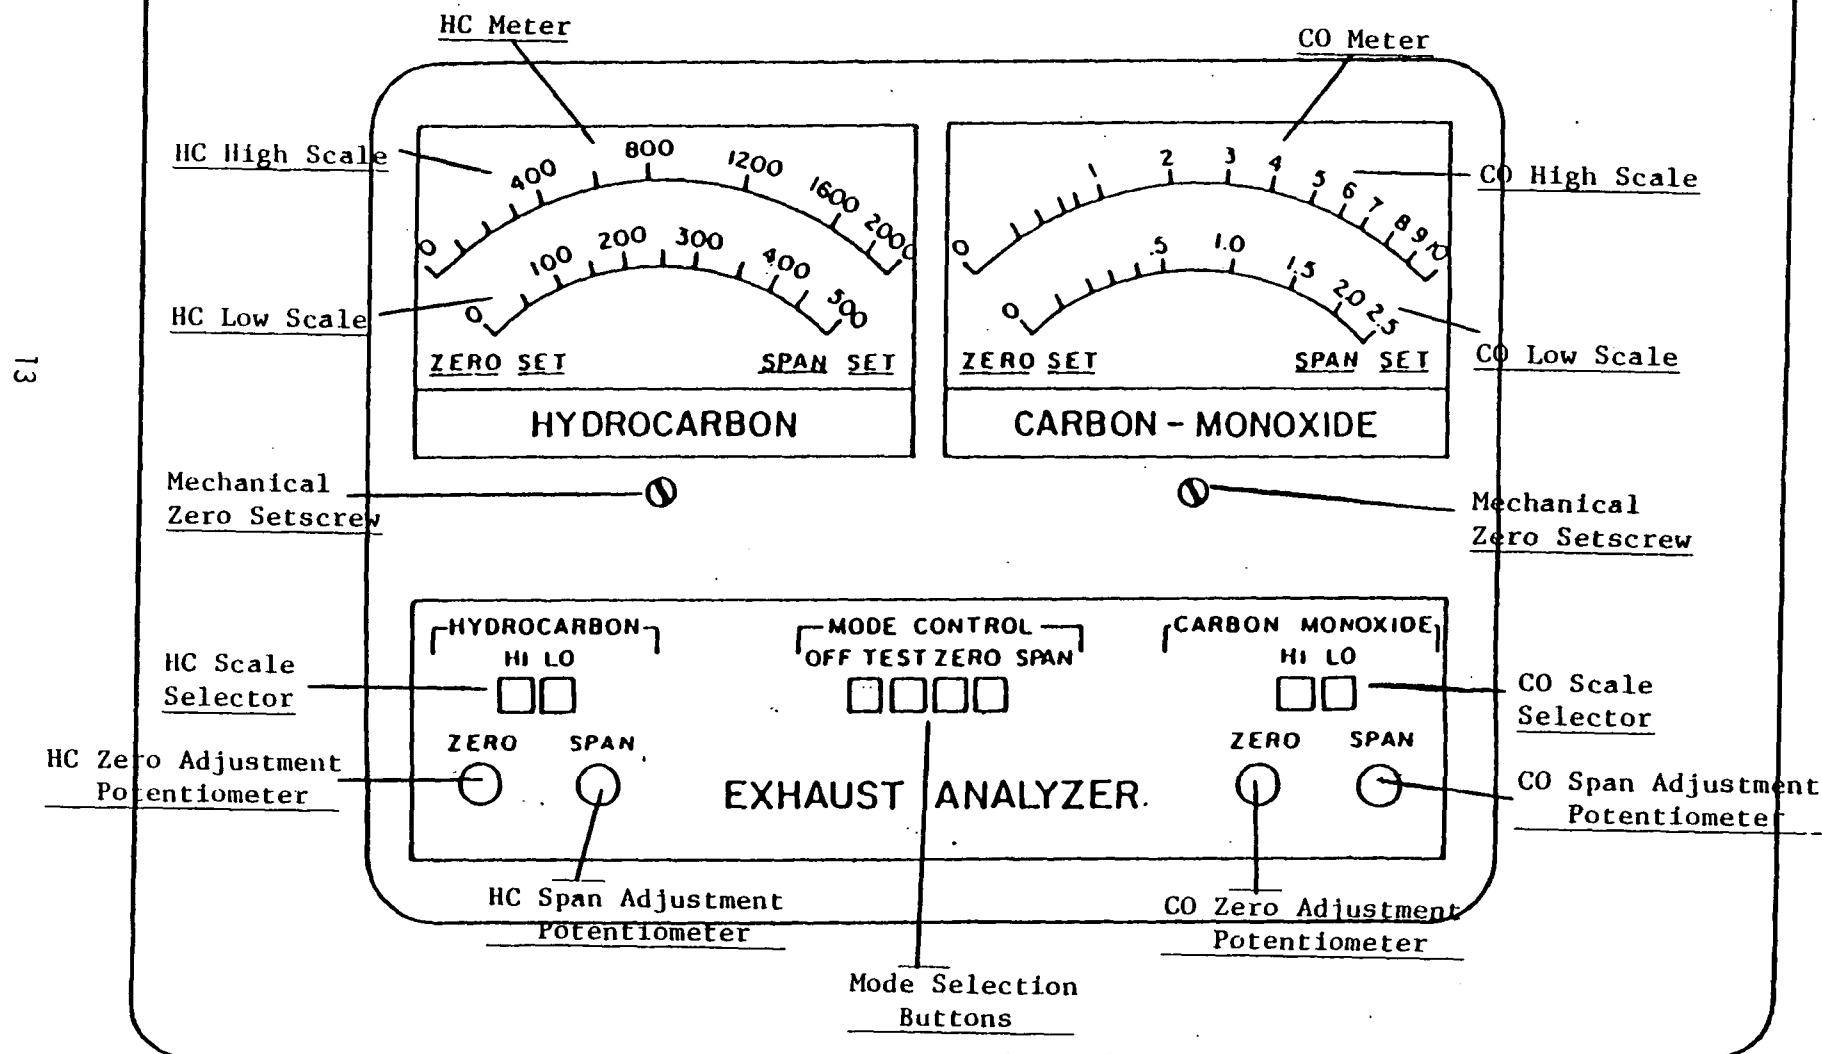 HC Meter
CO Meter
HC High Scale
0 400 800 1200 1600 2000
0 1 2 3 4 5 6 7 8 9 10
CO High Scale
HC Low Scale
0 100 200 300 400 500
0 .5 1.0 1.5 2.0 2.5
CO Low Scale
ZERO SET SPAN SET
ZERO SET SPAN SET
HYDROCARBON
CARBON-MONOXIDE
13
Mechanical
Zero Setscrew
Mechanical
Zero Setscrew
HYDROCARBON
HI LO
MODE CONTROL
OFF TEST ZERO SPAN
CARBON MONOXIDE
HI LO
HC Scale
Selector
CO Scale
Selector
ZERO SPAN
ZERO SPAN
HC Zero Adjustment
Potentiometer
EXHAUST ANALYZER.
CO Span Adjustment
Potentiometer
HC Span Adjustment
Potentiometer
CO Zero Adjustment
Potentiometer
Mode Selection
Buttons